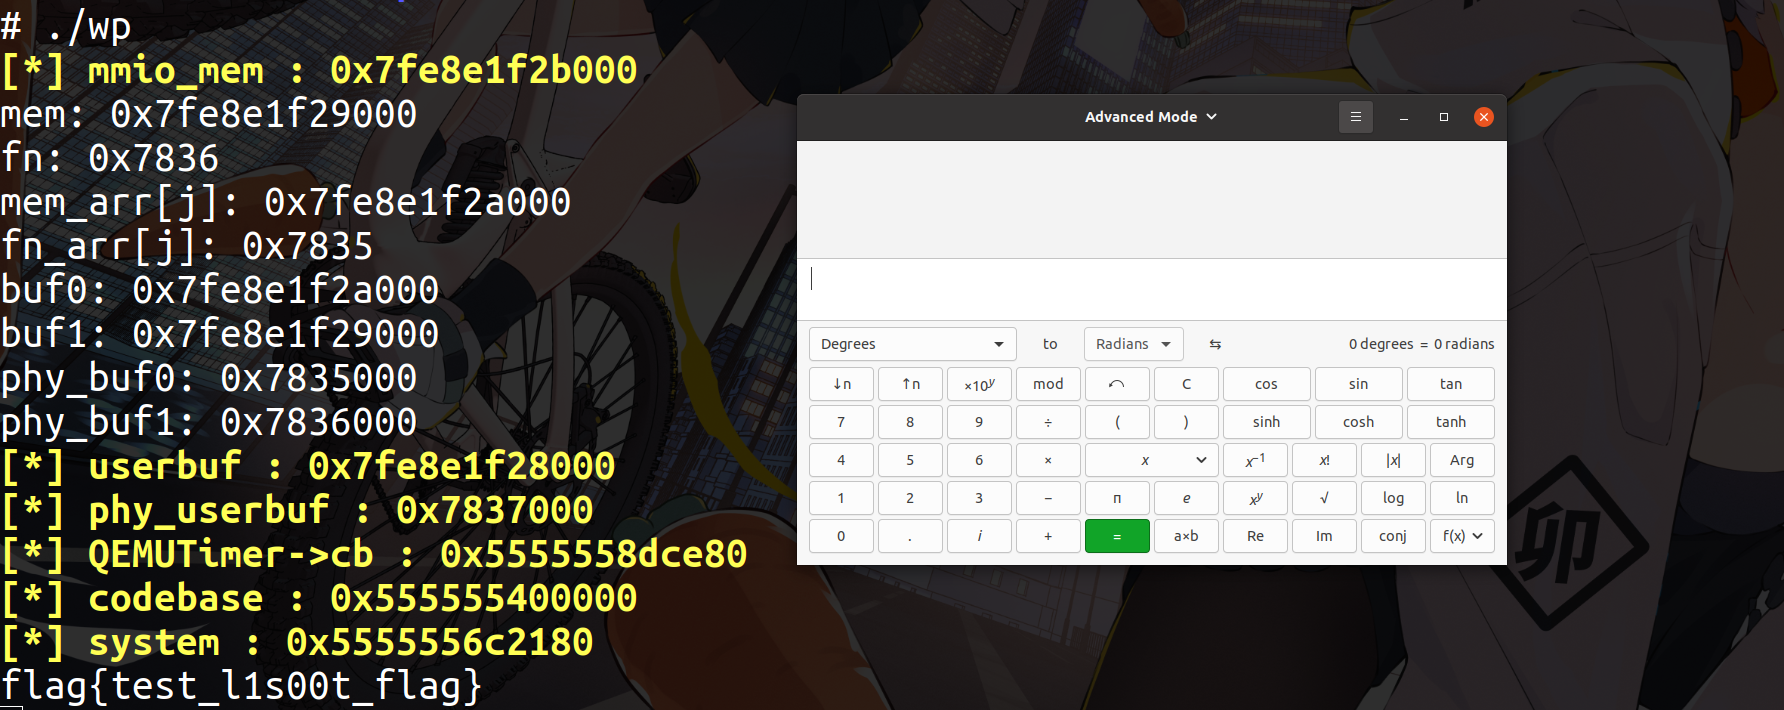 # ./wp
[*] mmio_mem : 0x7fe8e1f2b000
mem: 0x7fe8e1f29000
fn: 0x7836
mem_arr[j]: 0x7fe8e1f2a000
fn_arr[j]: 0x7835
buf0: 0x7fe8e1f2a000
buf1: 0x7fe8e1f29000
phy_buf0: 0x7835000
phy_buf1: 0x7836000
[*] userbuf : 0x7fe8e1f28000
[*] phy_userbuf : 0x7837000
[*] QEMUTimer->cb : 0x5555558dce80
[*] codebase : 0x555555400000
[*] system : 0x5555556c2180
flag{test_l1s00t_flag}
Advanced Mode
Degrees to Radians ⇆ 0 degrees = 0 radians
↓n ↑n ×10ʸ mod C cos sin tan
7 8 9 ÷ ( ) sinh cosh tanh
4 5 6 × x x⁻¹ x! |x| Arg
1 2 3 − π e xʸ √ log ln
0 . i + = a×b Re Im conj f(x)
卯